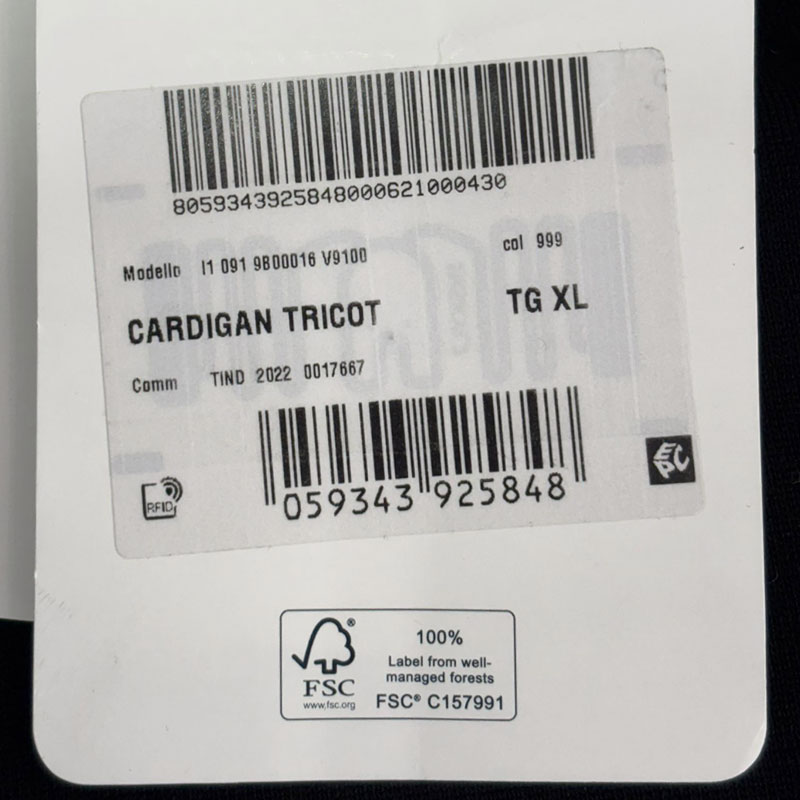 8059343925848000621000430
Modello I1 091 9B00016 V9100 col 999
CARDIGAN TRICOT TG XL
Comm TIND 2022 0017667
RFID
059343 925848
EPC
FSC®
www.fsc.org
100%
Label from well-
managed forests
FSC® C157991